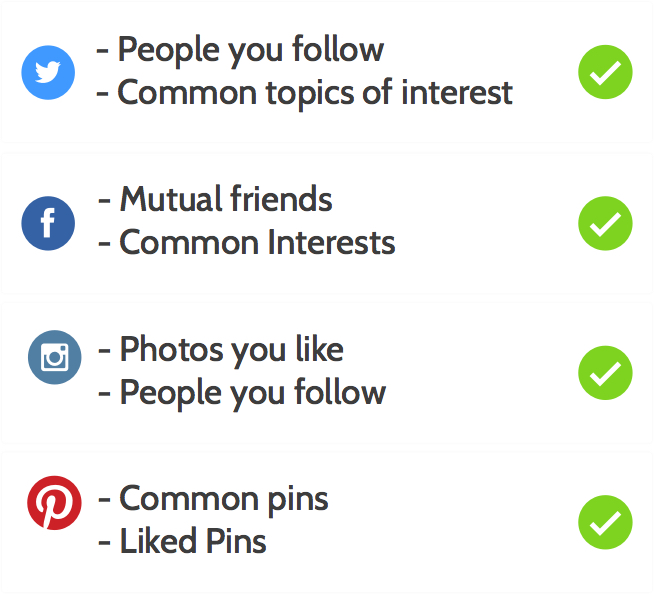 - People you follow
- Common topics of interest
- Mutual friends
- Common Interests
- Photos you like
- People you follow
- Common pins
- Liked Pins